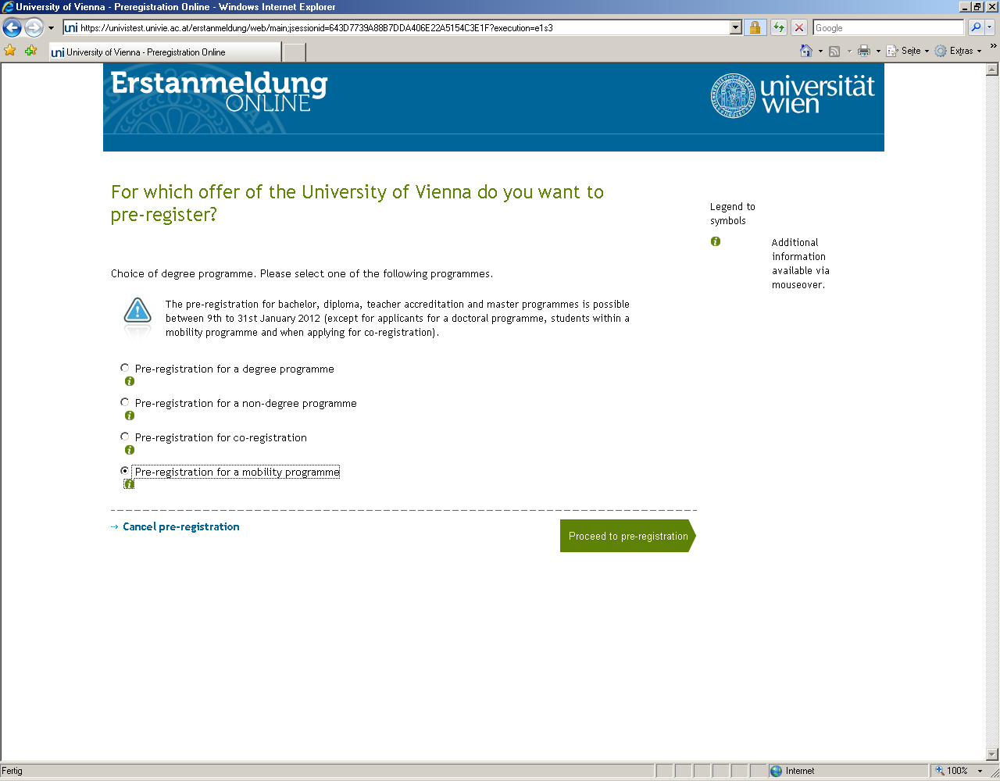 University of Vienna - Preregistration Online - Windows Internet Explorer
uni https://univistest.univie.ac.at/erstanmeldung/web/main;jsessionid=643D7739A88B7DDA406E22A5154C3E1F?execution=e1s3
Google
uni University of Vienna - Preregistration Online
Seite
Extras
»
Erstanmeldung
ONLINE
universität
wien
For which offer of the University of Vienna do you want to
pre-register?
Legend to
symbols
Additional
information
available via
mouseover.
Choice of degree programme. Please select one of the following programmes.
The pre-registration for bachelor, diploma, teacher accreditation and master programmes is possible
between 9th to 31st January 2012 (except for applicants for a doctoral programme, students within a
mobility programme and when applying for co-registration).
Pre-registration for a degree programme
Pre-registration for a non-degree programme
Pre-registration for co-registration
Pre-registration for a mobility programme
Cancel pre-registration
Proceed to pre-registration
Fertig
Internet
100%